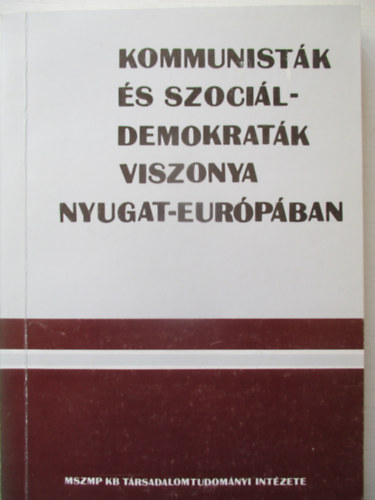 KOMMUNISTÁK
ÉS SZOCIÁL-
DEMOKRATÁK
VISZONYA
NYUGAT-EURÓPÁBAN
MSZMP KB TÁRSADALOMTUDOMÁNYI INTÉZETE